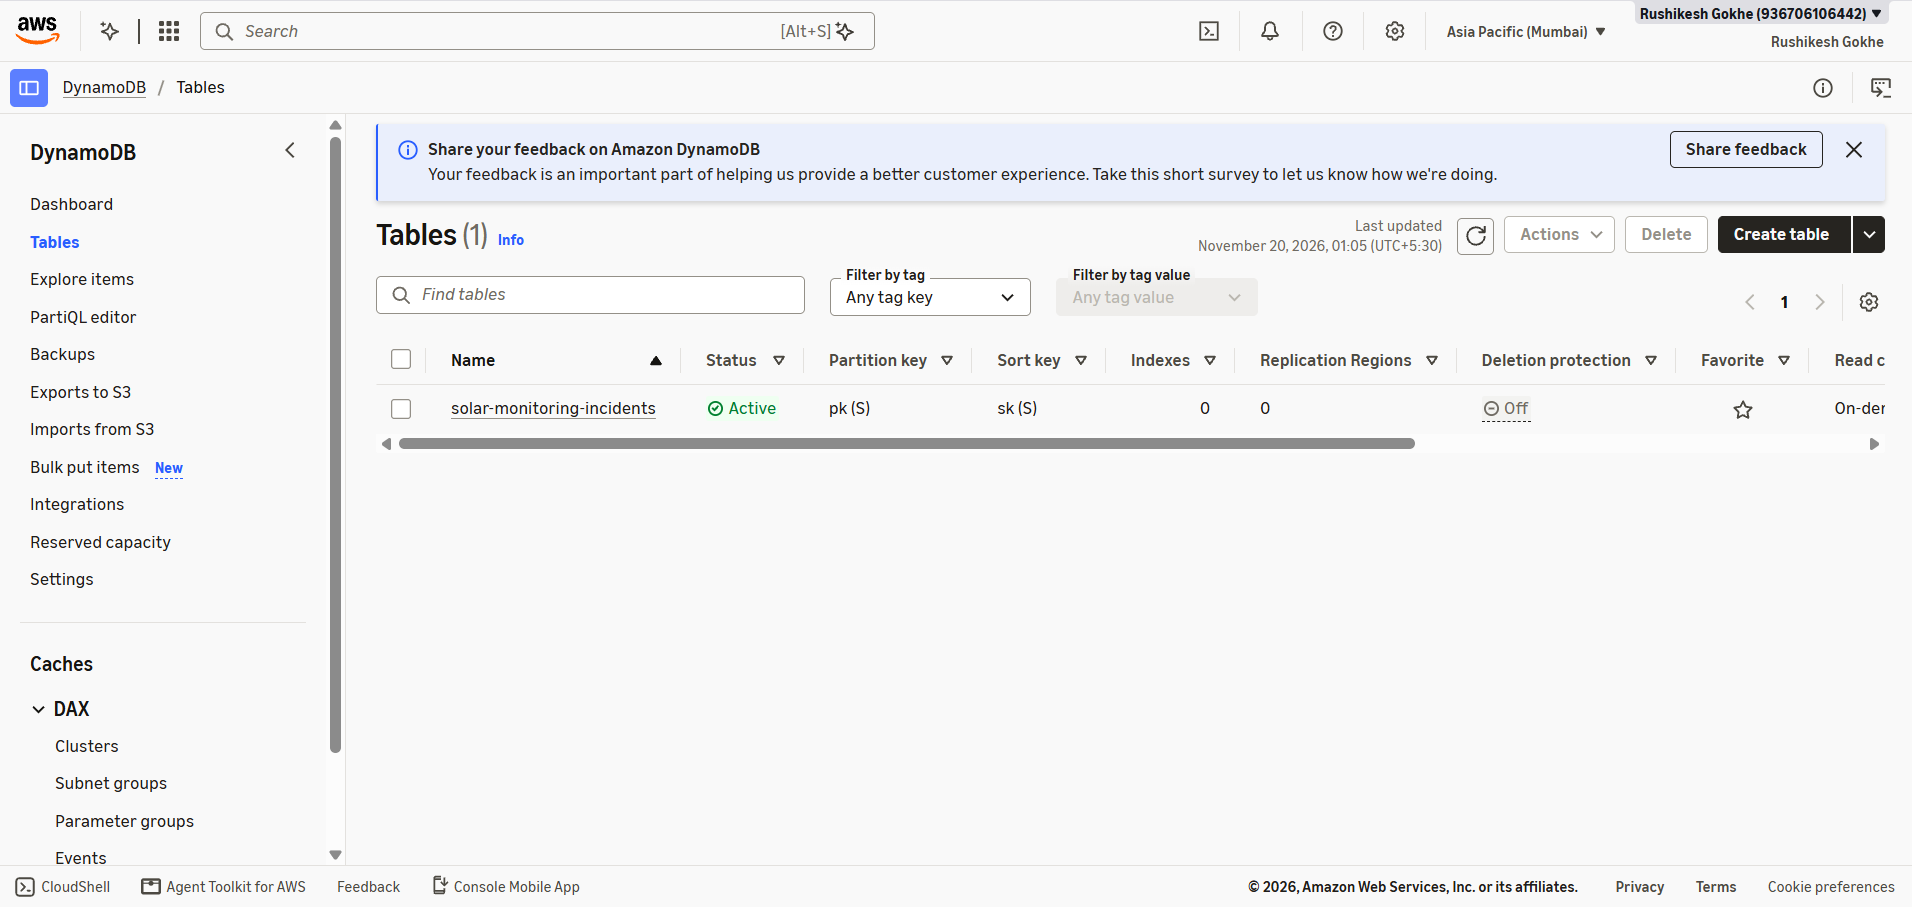 aws
Search [Alt+S]
Asia Pacific (Mumbai)
Rushikesh Gokhe (936706106442)
Rushikesh Gokhe
DynamoDB / Tables
DynamoDB
Dashboard
Tables
Explore items
PartiQL editor
Backups
Exports to S3
Imports from S3
Bulk put items New
Integrations
Reserved capacity
Settings
Caches
DAX
Clusters
Subnet groups
Parameter groups
Events
Share your feedback on Amazon DynamoDB
Your feedback is an important part of helping us provide a better customer experience. Take this short survey to let us know how we're doing.
Share feedback
Tables (1) Info
Last updated
November 20, 2026, 01:05 (UTC+5:30)
Actions
Delete
Create table
Find tables
Filter by tag
Any tag key
Filter by tag value
Any tag value
1
Name Status Partition key Sort key Indexes Replication Regions Deletion protection Favorite Read c
solar-monitoring-incidents Active pk (S) sk (S) 0 0 Off On-der
CloudShell Agent Toolkit for AWS Feedback Console Mobile App © 2026, Amazon Web Services, Inc. or its affiliates. Privacy Terms Cookie preferences